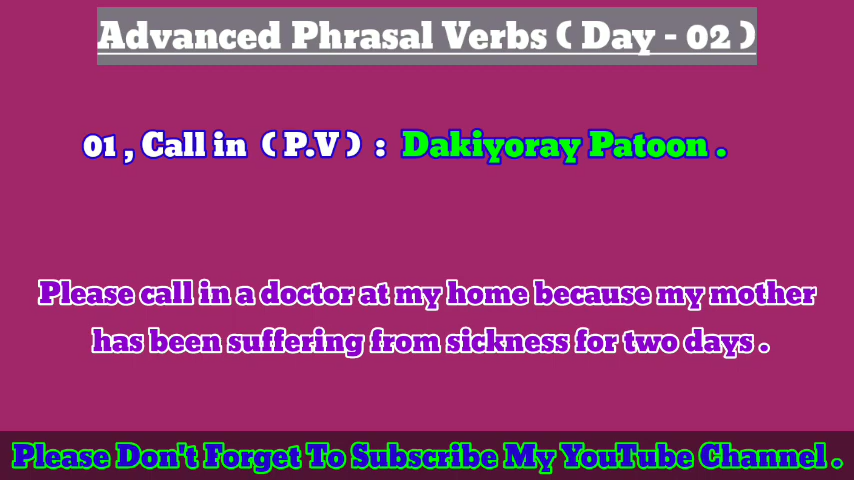 Advanced Phrasal Verbs ( Day - 02 )
01 , Call in ( P.V ) : Dakiyoray Patoon .
Please call in a doctor at my home because my mother
has been suffering from sickness for two days .
Please Don't Forget To Subscribe My YouTube Channel .